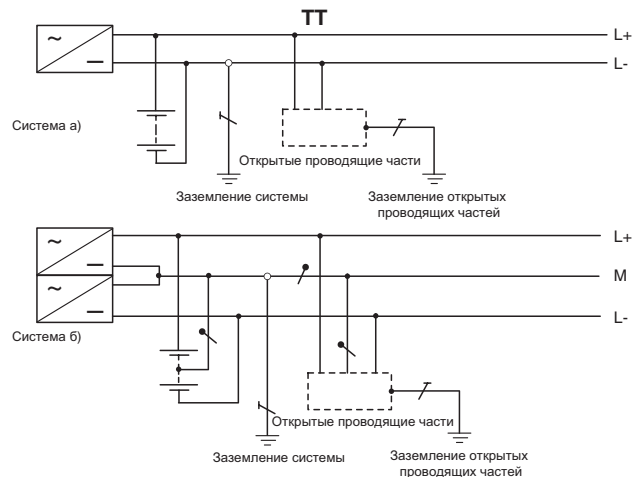 TT
~
L+
L-
Система а)
Открытые проводящие части
Заземление системы
Заземление открытых
проводящих частей
~
L+
M
~
L-
Система б)
Открытые проводящие части
Заземление системы
Заземление открытых
проводящих частей